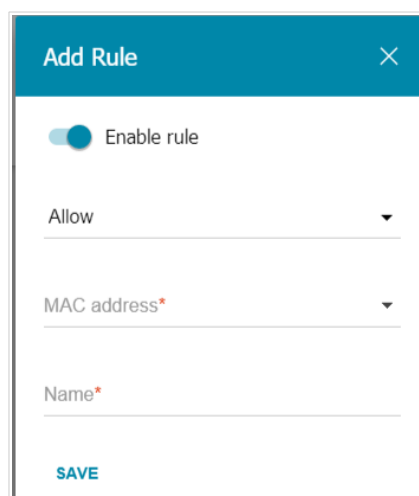 Add Rule
Enable rule
Allow
MAC address*
Name*
SAVE